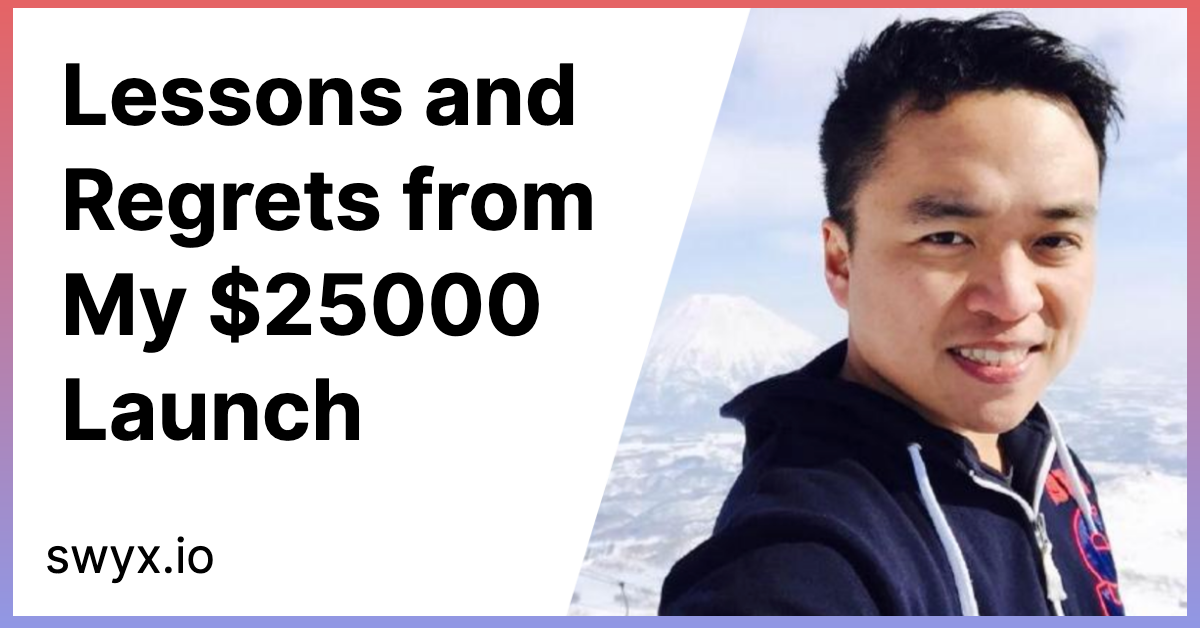 Lessons and
Regrets from
My $25000
Launch
swyx.io